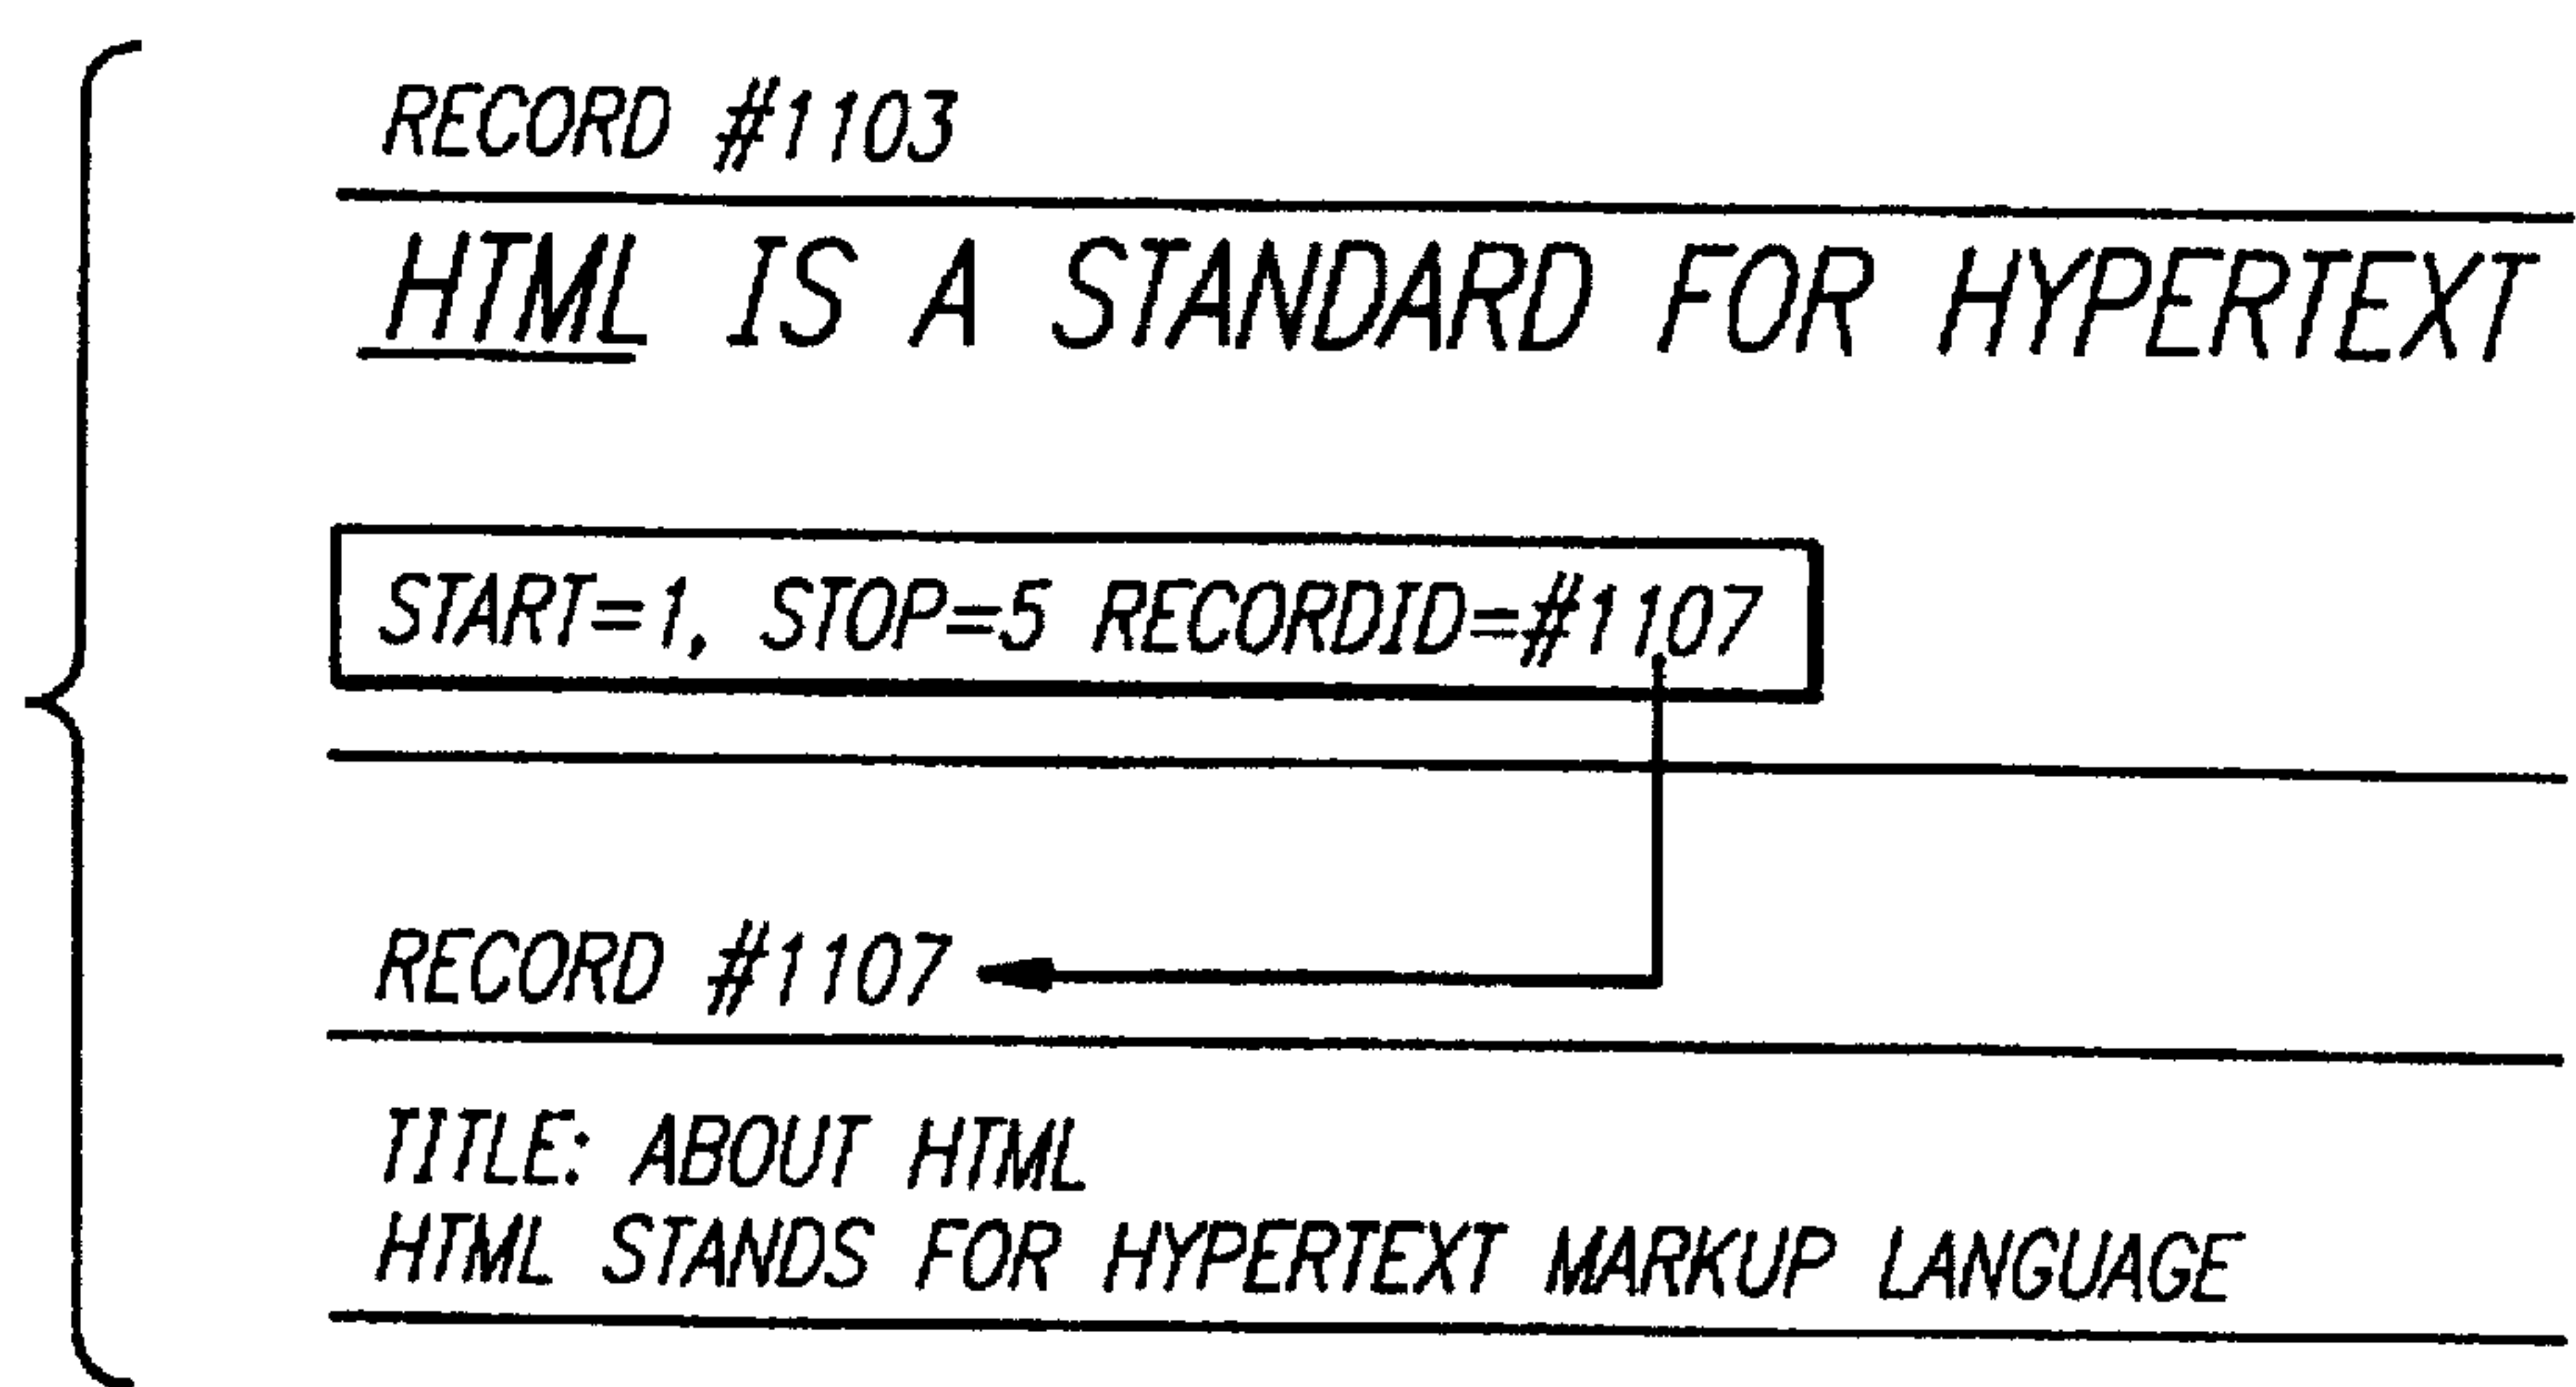 RECORD #1103
HTML IS A STANDARD FOR HYPERTEXT
START=1, STOP=5 RECORDID=#1107
RECORD #1107
TITLE: ABOUT HTML
HTML STANDS FOR HYPERTEXT MARKUP LANGUAGE